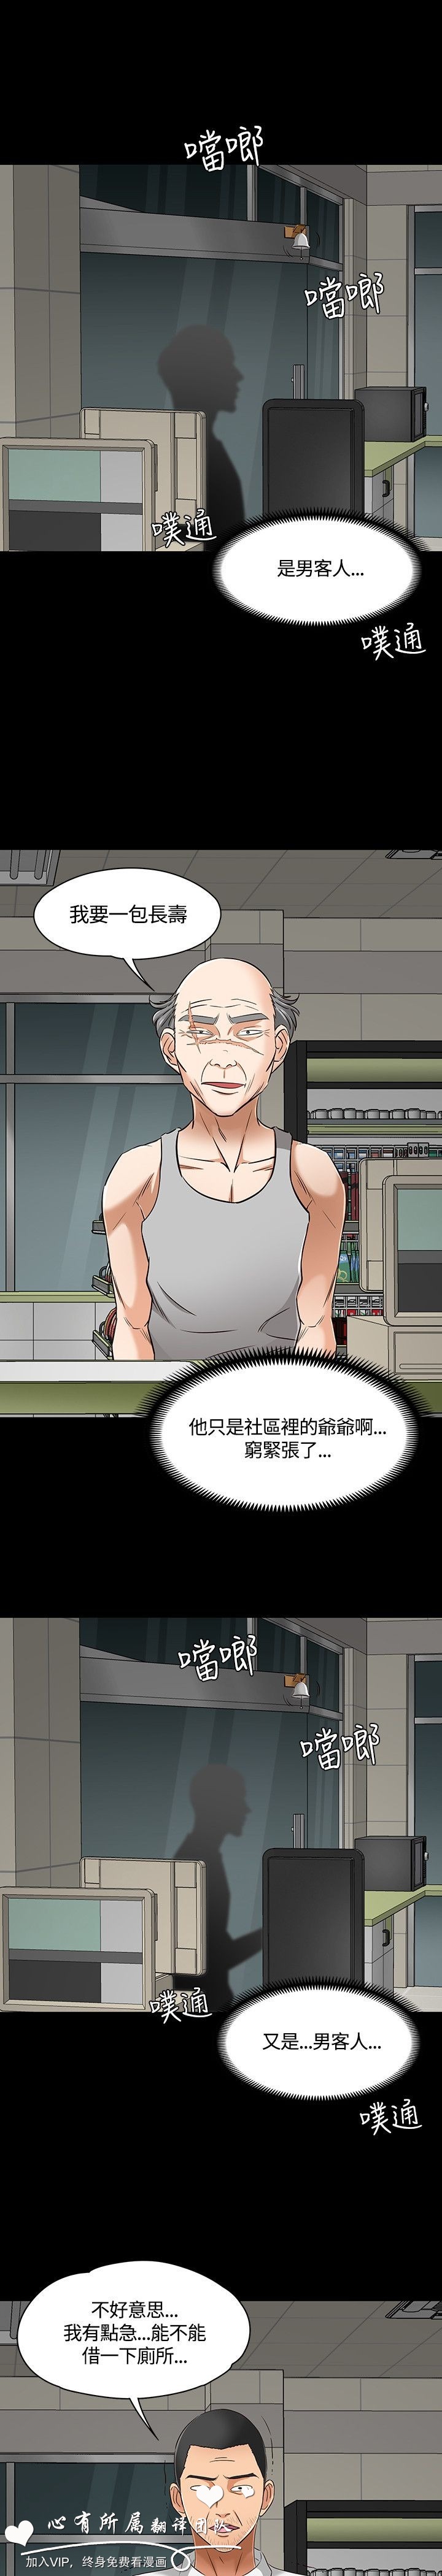 噹啷
噹啷
噗通
是男客人...
噗通
我要一包長壽
他只是社區裡的爺爺啊...
窮緊張了...
噹啷
噹啷
噗通
又是...男客人...
噗通
不好意思...
我有點急...能不能
借一下廁所...
心有所属翻译团队
加入VIP，终身免费看漫画